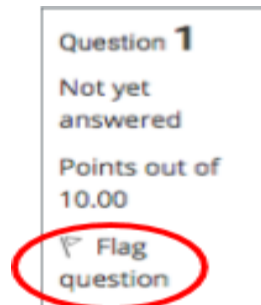 Question 1
Not yet
answered
Points out of
10.00
Flag
question